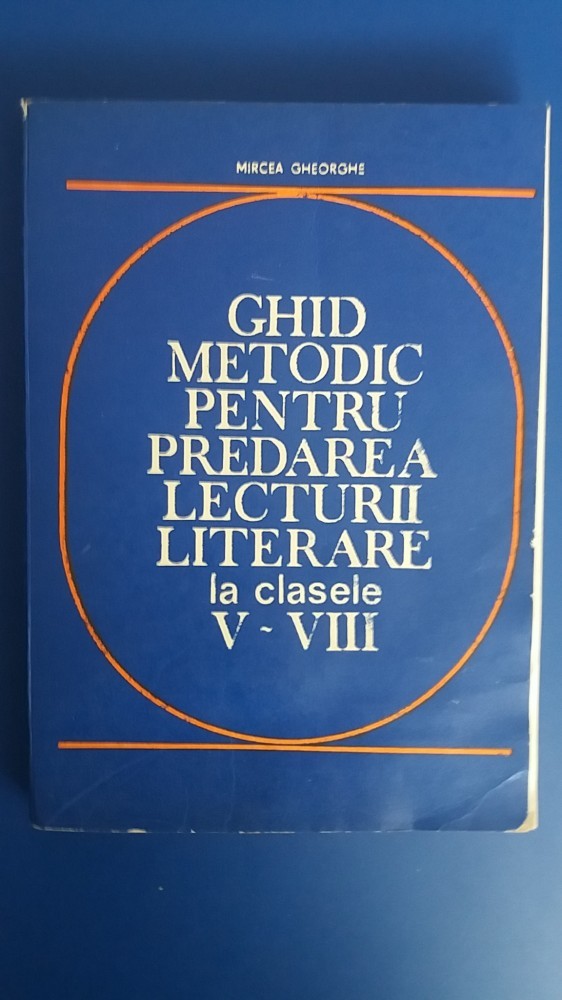 MIRCEA GHEORGHE
GHID
METODIC
PENTRU
PREDAREA
LECTURII
LITERARE
la clasele
V - VIII